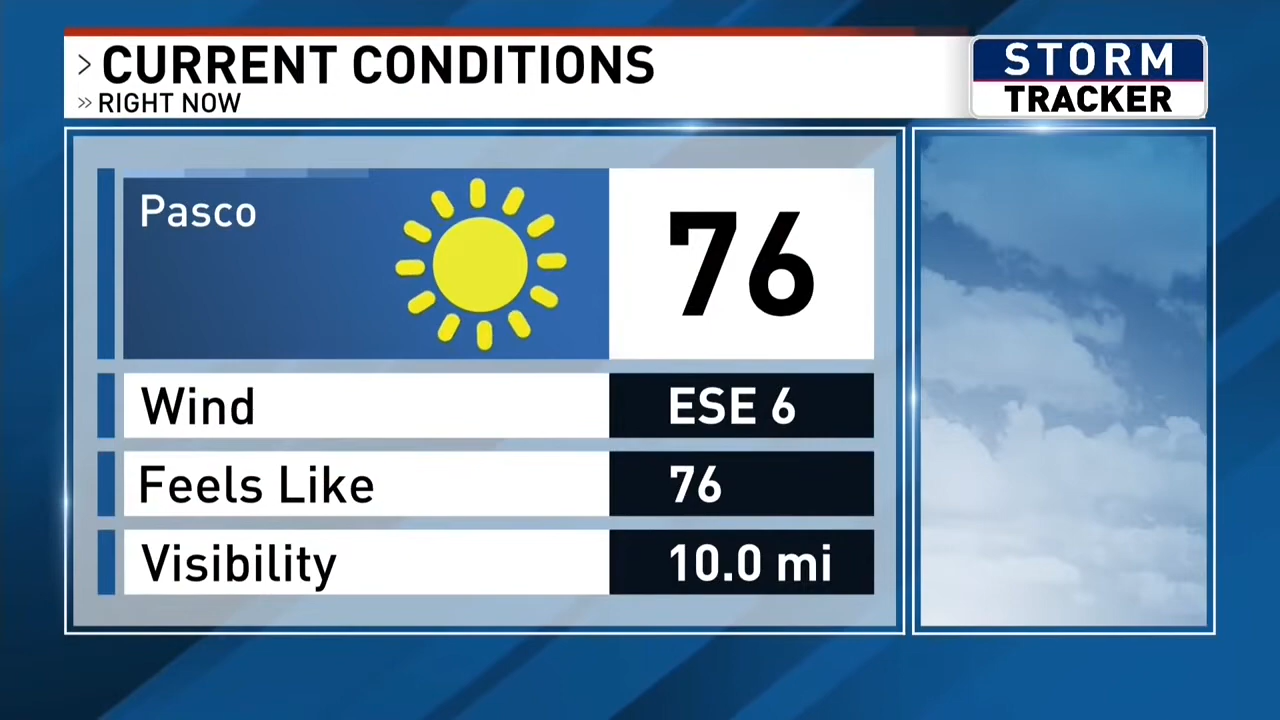 > CURRENT CONDITIONS
» RIGHT NOW
STORM
TRACKER
Pasco
76
Wind ESE 6
Feels Like 76
Visibility 10.0 mi